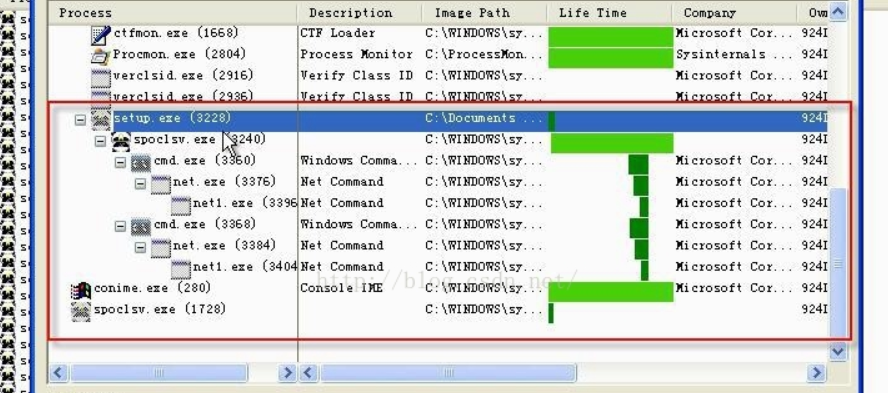 Process Description Image Path Life Time Company Own
ctfmon.exe (1668) CTF Loader C:\WINDOWS\sy... Microsoft Cor... 924I
Procmon.exe (2804) Process Monitor C:\ProcessMon... Sysinternals ... 924I
verclsid.exe (2916) Verify Class ID C:\WINDOWS\sy... Microsoft Cor... 924I
verclsid.exe (2936) Verify Class ID C:\WINDOWS\sy... Microsoft Cor... 924I
setup.exe (3228) C:\Documents ... 924I
spoclsv.exe (3240) C:\WINDOWS\sy... 924I
cmd.exe (3360) Windows Comma... C:\WINDOWS\sy... Microsoft Cor... 924I
net.exe (3376) Net Command C:\WINDOWS\sy... Microsoft Cor... 924I
net1.exe (3396 Net Command C:\WINDOWS\sy... Microsoft Cor... 924I
cmd.exe (3368) Windows Comma... C:\WINDOWS\sy... Microsoft Cor... 924I
net.exe (3384) Net Command C:\WINDOWS\sy... Microsoft Cor... 924I
net1.exe (3404 Net Command C:\WINDOWS\sy... Microsoft Cor... 924I
http://blog.csdn.net/
conime.exe (280) Console IME C:\WINDOWS\sy... Microsoft Cor... 924I
spoclsv.exe (1728) C:\WINDOWS\sy... 924I